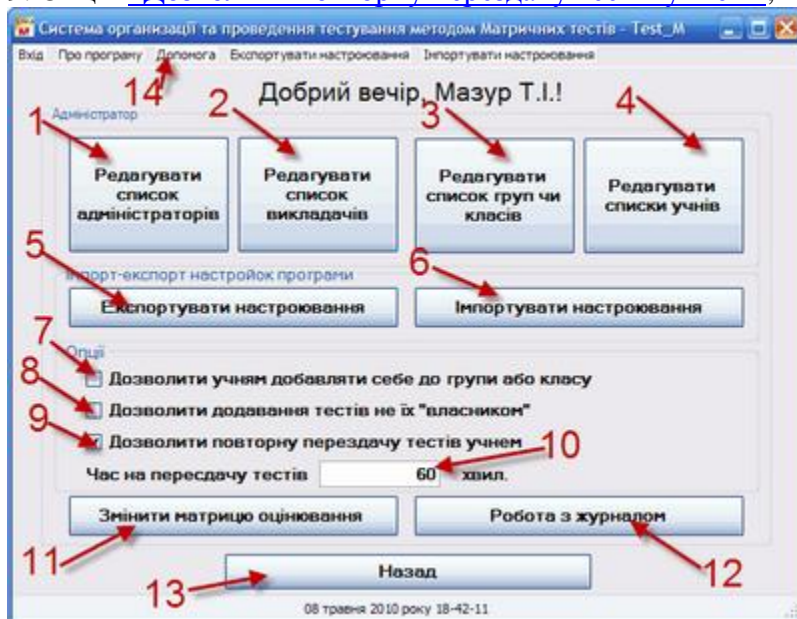 Система организації та проведення тестування методом Матричних тестів - Test_M
Вхід Про програму Допомога Експортувати настроювання Імпортувати настроювання
14
Добрий вечір, Мазур Т.І.!
1 2 3 4
Адміністратор
Редагувати список адміністраторів
Редагувати список викладачів
Редагувати список груп чи класів
Редагувати списки учнів
5 6
Імпорт-експорт настройок програми
Експортувати настроювання
Імпортувати настроювання
7
Опції
Дозволити учням добавляти себе до групи або класу
8
Дозволити додавання тестів не їх "власником"
9
Дозволити повторну перездачу тестів учнем
10
Час на пересдачу тестів 60 хвил.
Змінити матрицю оцінювання
Робота з журналом
11 12
Назад
13
08 травня 2010 року 18-42-11